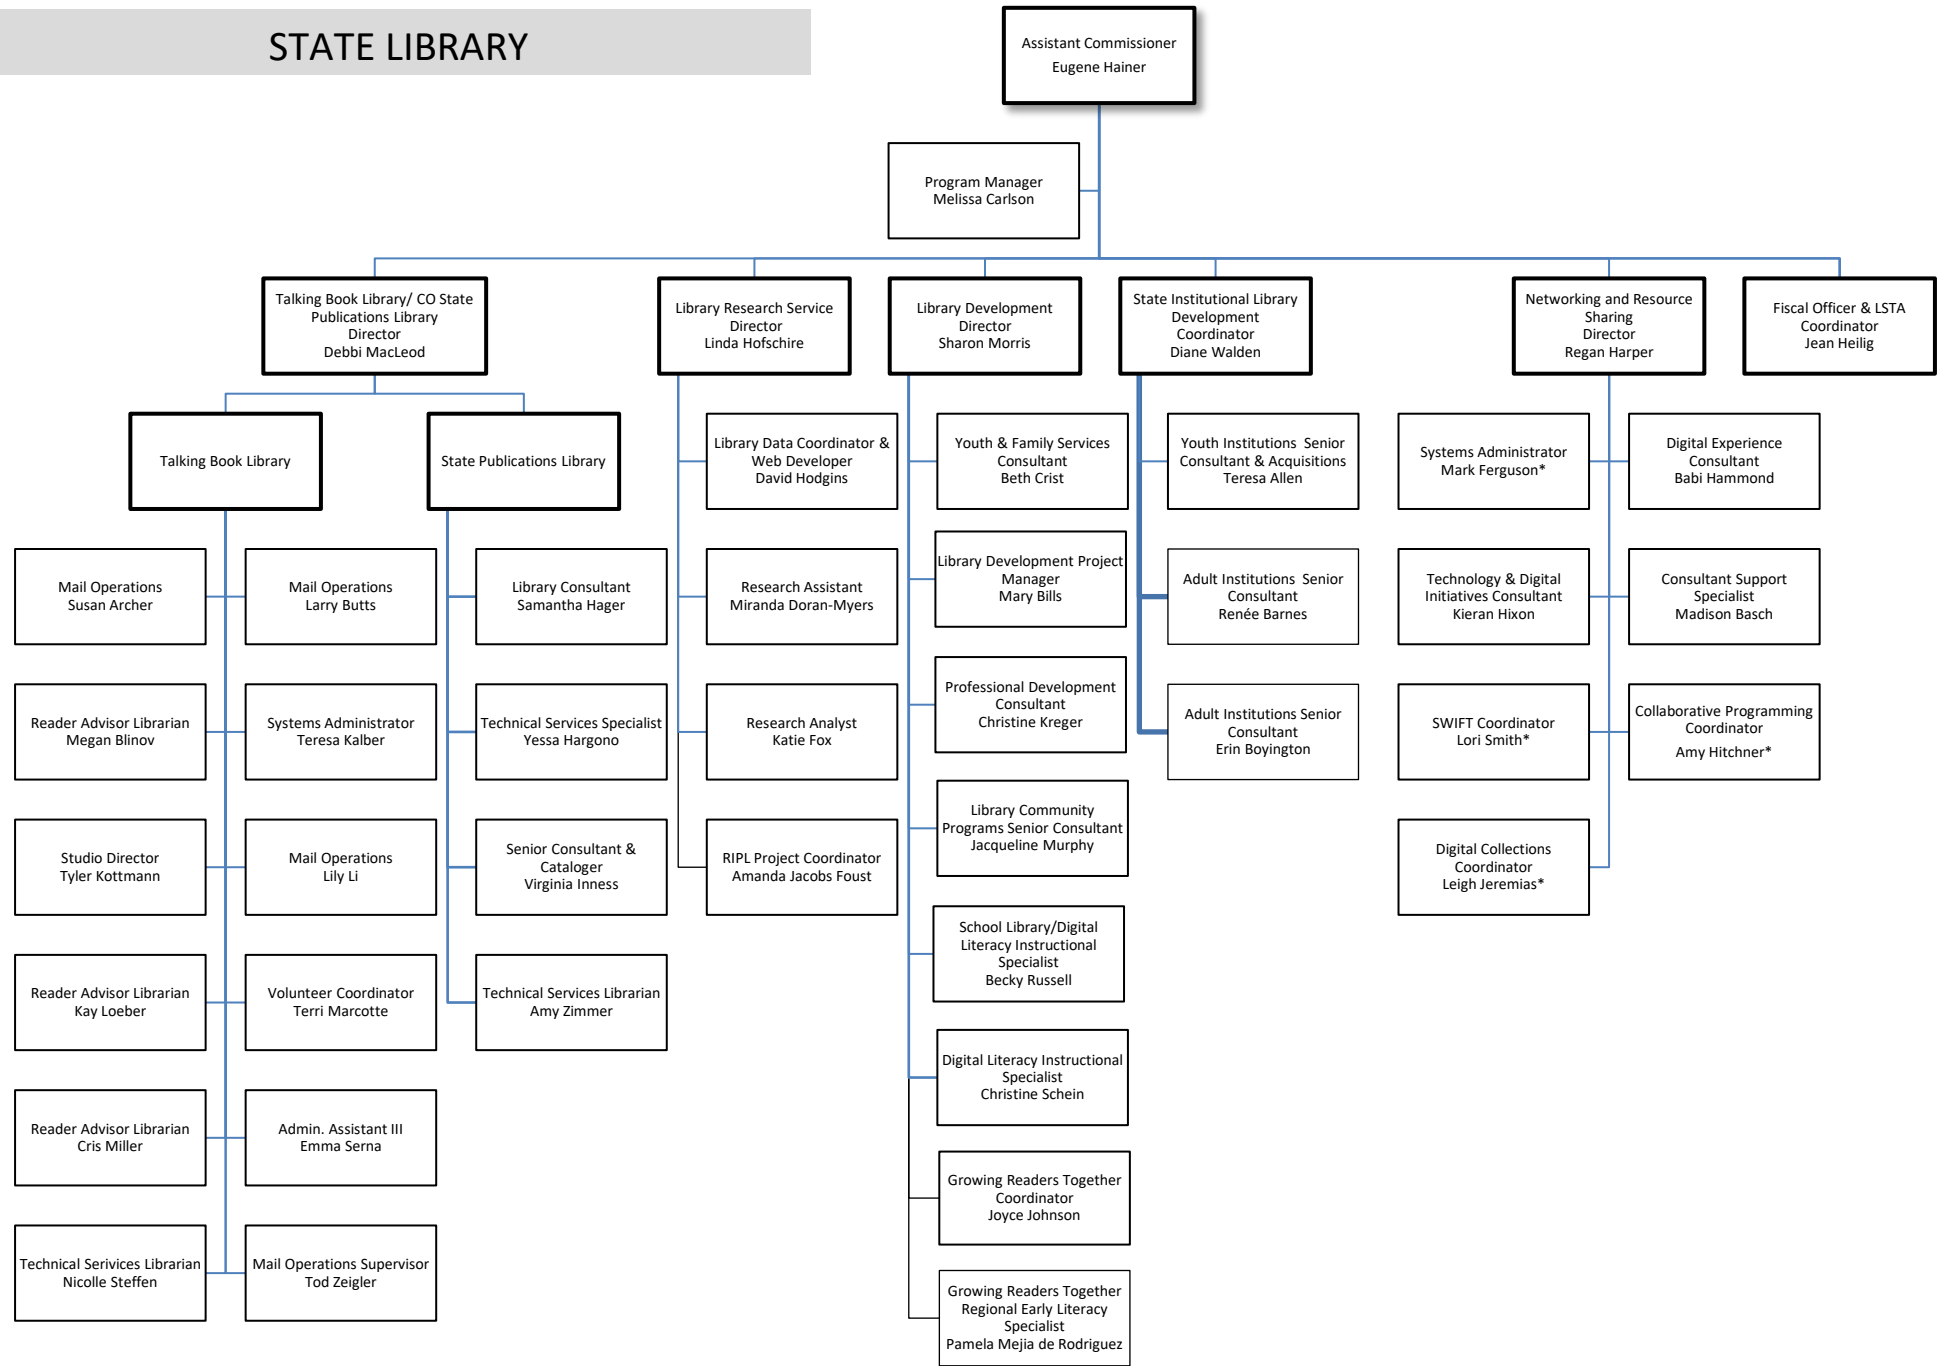 STATE LIBRARY
Assistant Commissioner
Eugene Hainer
Program Manager
Melissa Carlson
Talking Book Library/ CO State
Publications Library
Director
Debbi MacLeod
Library Research Service
Director
Linda Hofschire
Library Development
Director
Sharon Morris
State Institutional Library
Development
Coordinator
Diane Walden
Networking and Resource
Sharing
Director
Regan Harper
Fiscal Officer & LSTA
Coordinator
Jean Heilig
Talking Book Library
State Publications Library
Mail Operations
Susan Archer
Mail Operations
Larry Butts
Reader Advisor Librarian
Megan Blinov
Systems Administrator
Teresa Kalber
Studio Director
Tyler Kottmann
Mail Operations
Lily Li
Reader Advisor Librarian
Kay Loeber
Volunteer Coordinator
Terri Marcotte
Reader Advisor Librarian
Cris Miller
Admin. Assistant III
Emma Serna
Technical Serivices Librarian
Nicolle Steffen
Mail Operations Supervisor
Tod Zeigler
Library Consultant
Samantha Hager
Technical Services Specialist
Yessa Hargono
Senior Consultant &
Cataloger
Virginia Inness
Technical Services Librarian
Amy Zimmer
Library Data Coordinator &
Web Developer
David Hodgins
Research Assistant
Miranda Doran-Myers
Research Analyst
Katie Fox
RIPL Project Coordinator
Amanda Jacobs Foust
Youth & Family Services
Consultant
Beth Crist
Library Development Project
Manager
Mary Bills
Professional Development
Consultant
Christine Kreger
Library Community
Programs Senior Consultant
Jacqueline Murphy
School Library/Digital
Literacy Instructional
Specialist
Becky Russell
Digital Literacy Instructional
Specialist
Christine Schein
Growing Readers Together
Coordinator
Joyce Johnson
Growing Readers Together
Regional Early Literacy
Specialist
Pamela Mejia de Rodriguez
Youth Institutions Senior
Consultant & Acquisitions
Teresa Allen
Adult Institutions Senior
Consultant
Renée Barnes
Adult Institutions Senior
Consultant
Erin Boyington
Systems Administrator
Mark Ferguson*
Digital Experience
Consultant
Babi Hammond
Technology & Digital
Initiatives Consultant
Kieran Hixon
Consultant Support
Specialist
Madison Basch
SWIFT Coordinator
Lori Smith*
Collaborative Programming
Coordinator
Amy Hitchner*
Digital Collections
Coordinator
Leigh Jeremias*